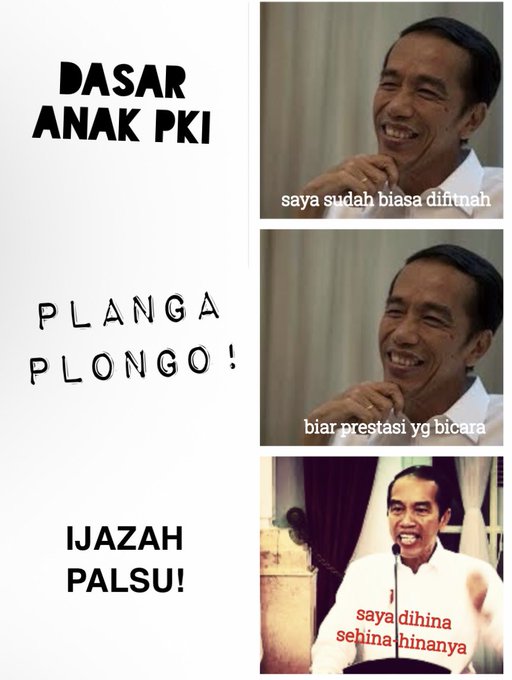 DASAR
ANAK PKI
saya sudah biasa difitnah
PLANGA
PLONGO!
biar prestasi yg bicara
IJAZAH
PALSU!
saya dihina
sehina-hinanya